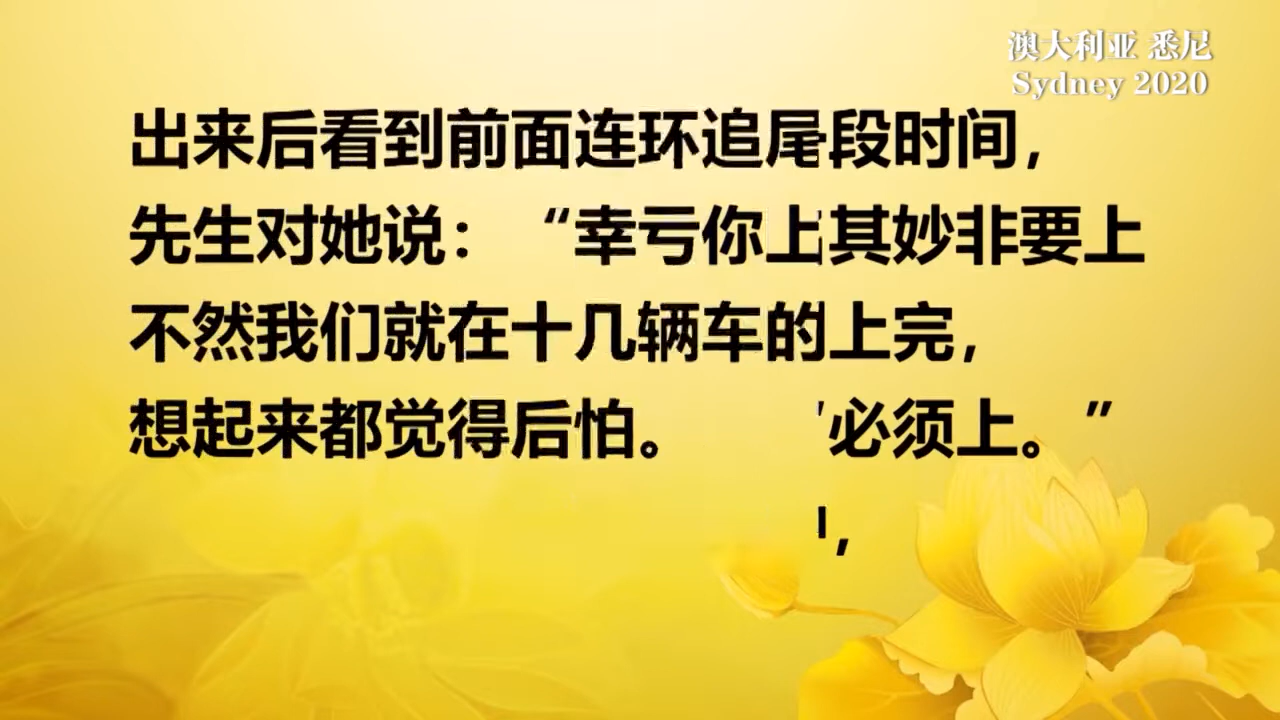 澳大利亚 悉尼
Sydney 2020
出来后看到前面连环追尾段时间，
先生对她说：“幸亏你上其妙非要上
不然我们就在十几辆车的上完，
想起来都觉得后怕。 必须上。”
，